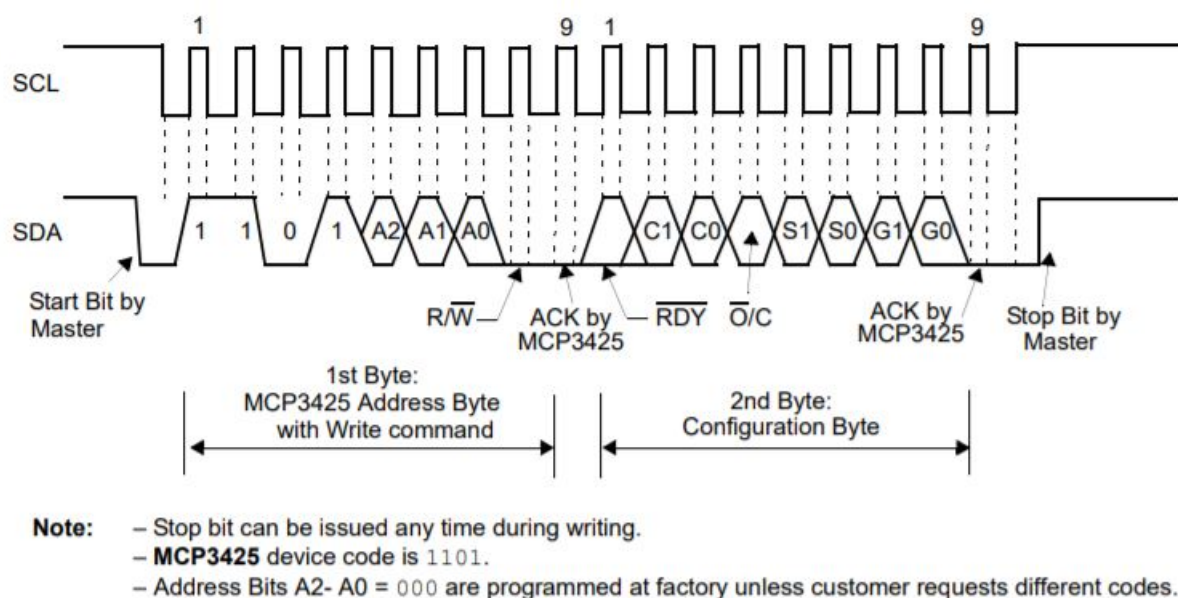 1 9 1 9
SCL
SDA 1 1 0 1 A2 A1 A0 C1 C0 S1 S0 G1 G0
Start Bit by
Master
R/W̅
ACK by
MCP3425
R̅D̅Y̅
O̅/C
ACK by
MCP3425
Stop Bit by
Master
1st Byte:
MCP3425 Address Byte
with Write command
2nd Byte:
Configuration Byte
Note: – Stop bit can be issued any time during writing.
– MCP3425 device code is 1101.
– Address Bits A2- A0 = 000 are programmed at factory unless customer requests different codes.